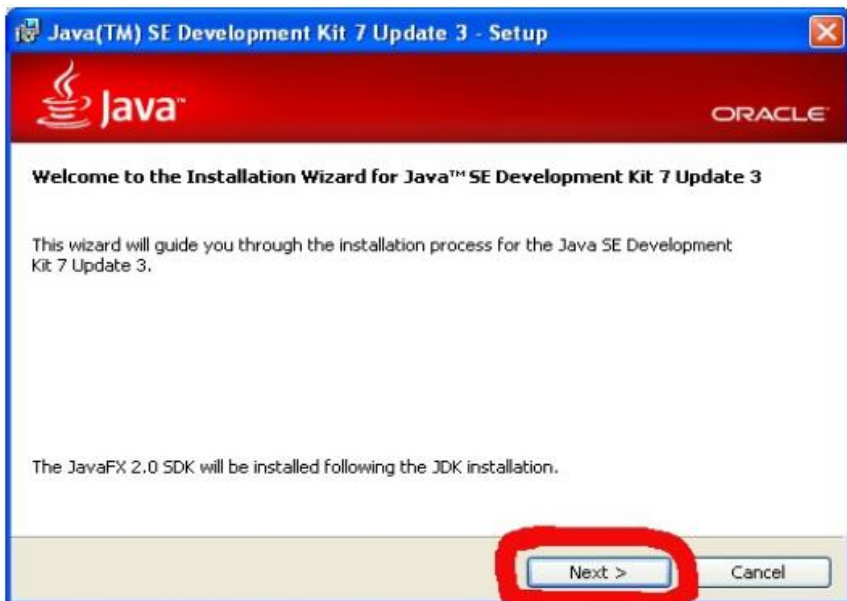 Java(TM) SE Development Kit 7 Update 3 - Setup
Java™
ORACLE
Welcome to the Installation Wizard for Java™ SE Development Kit 7 Update 3
This wizard will guide you through the installation process for the Java SE Development
Kit 7 Update 3.
The JavaFX 2.0 SDK will be installed following the JDK installation.
Next >
Cancel